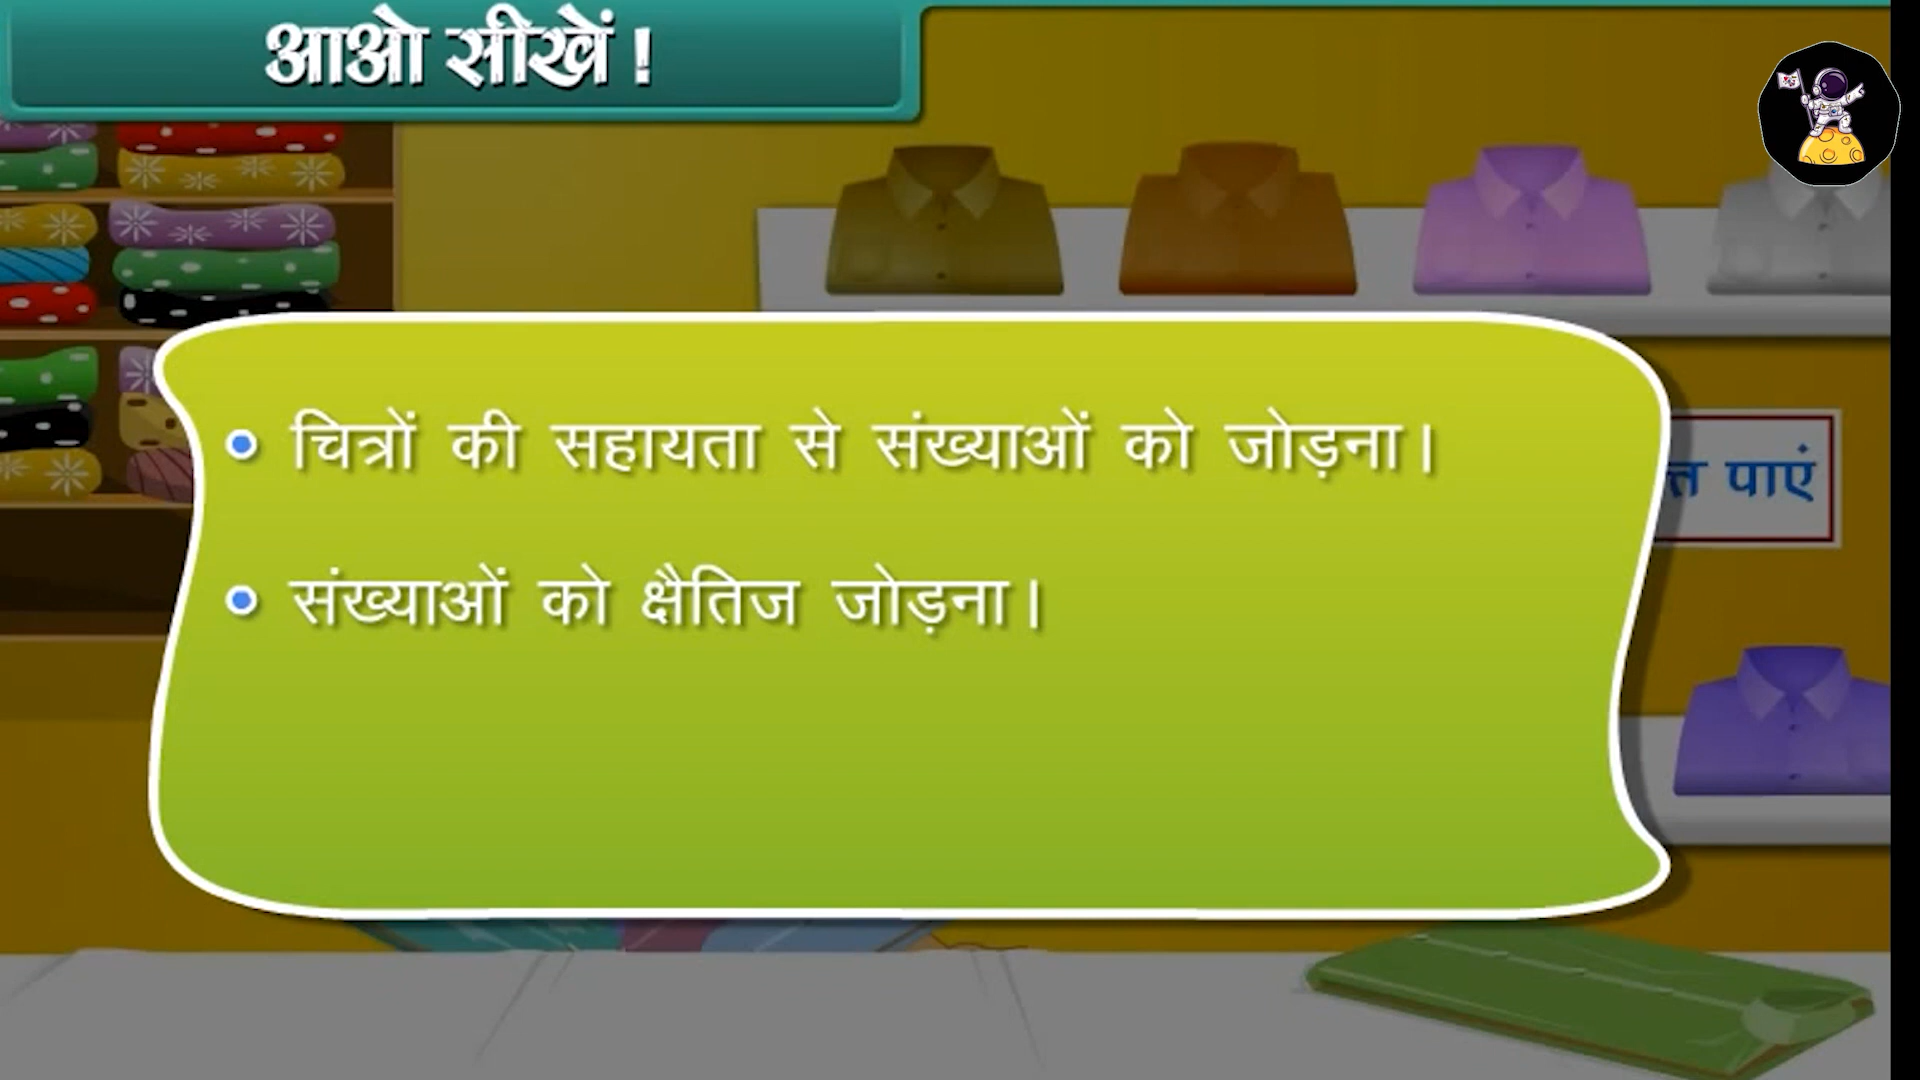 आओ सीखें !
• चित्रों की सहायता से संख्याओं को जोड़ना।
पाएं
• संख्याओं को क्षैतिज जोड़ना।